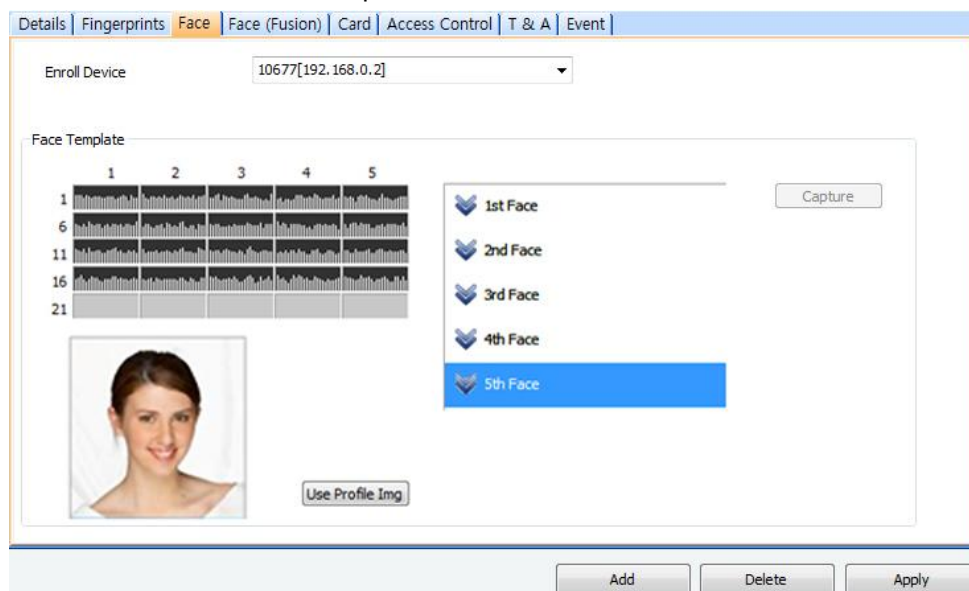 Details Fingerprints Face Face (Fusion) Card Access Control T & A Event
Enroll Device 10677[192.168.0.2]
Face Template
1 2 3 4 5
1
6
11
16
21
1st Face
2nd Face
3rd Face
4th Face
5th Face
Capture
Use Profile Img
Add Delete Apply